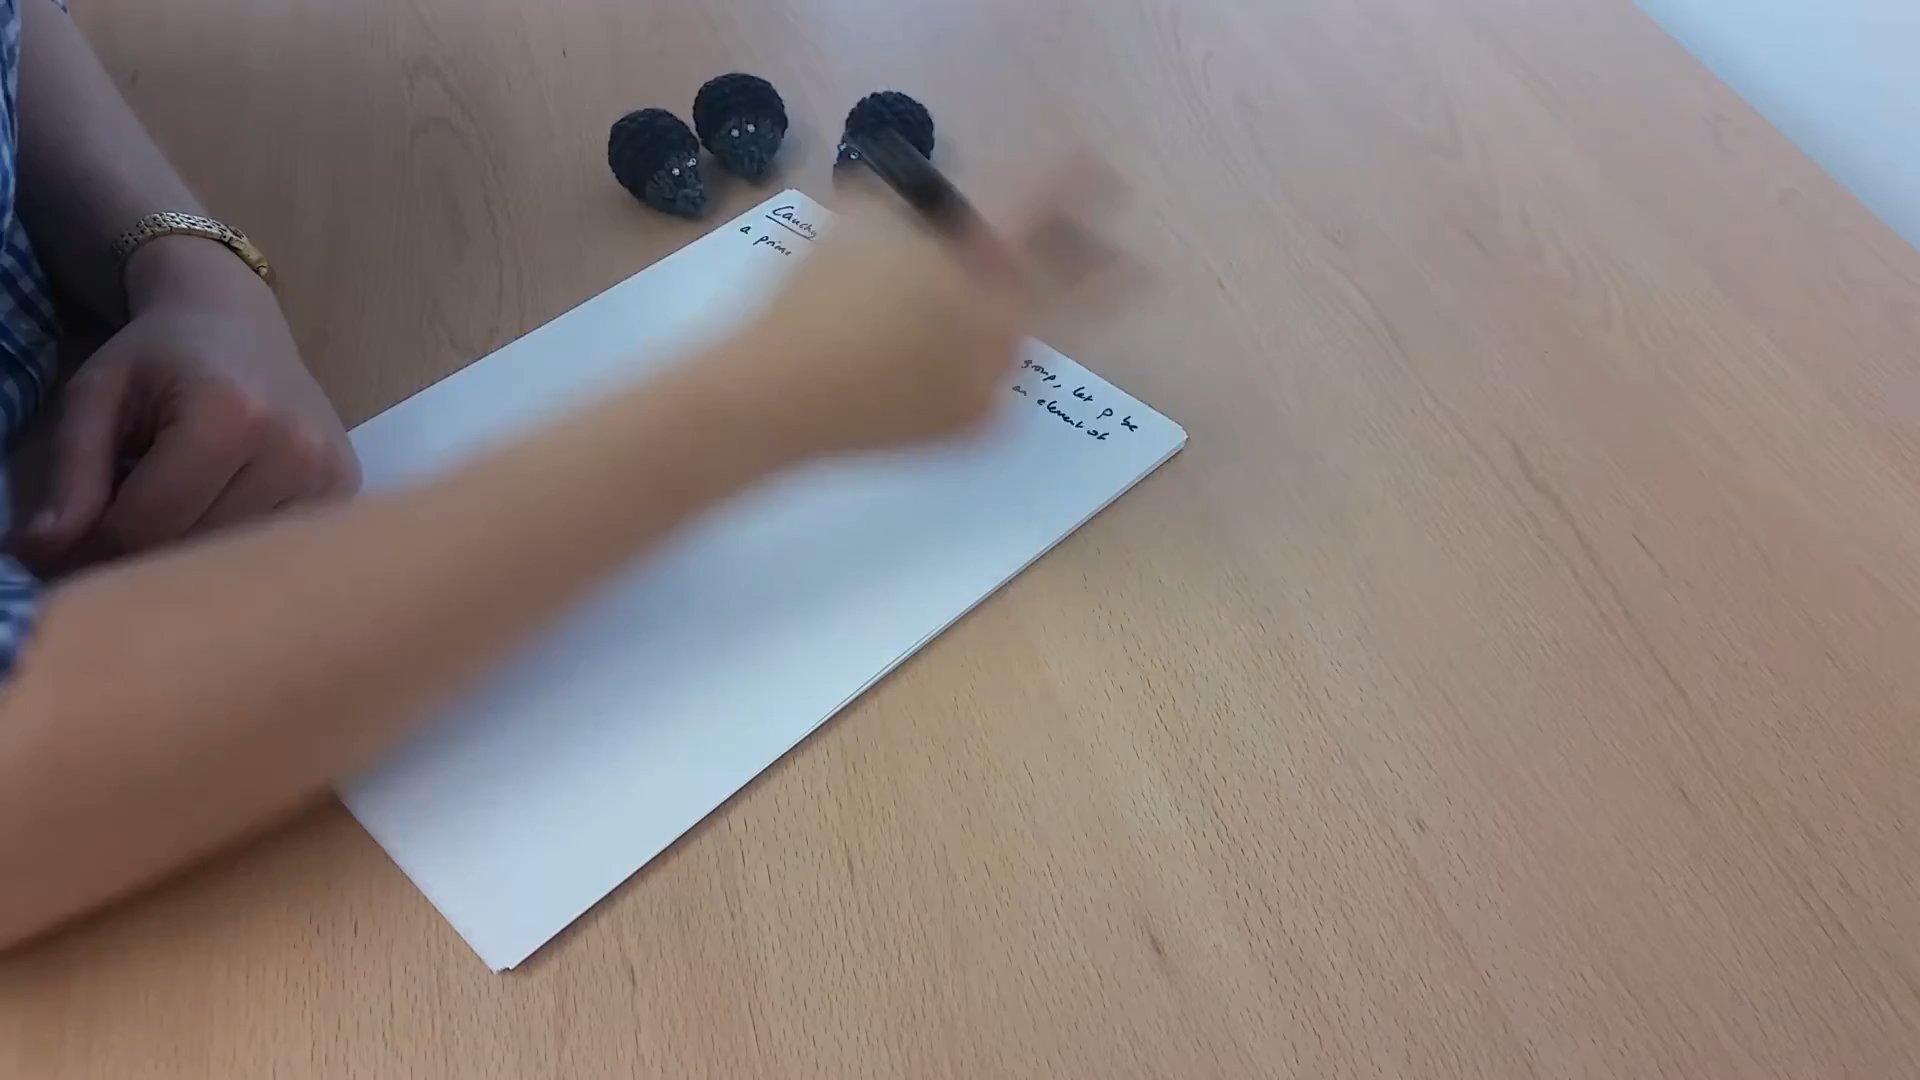 Cauchy group, let p be
a prime an element of